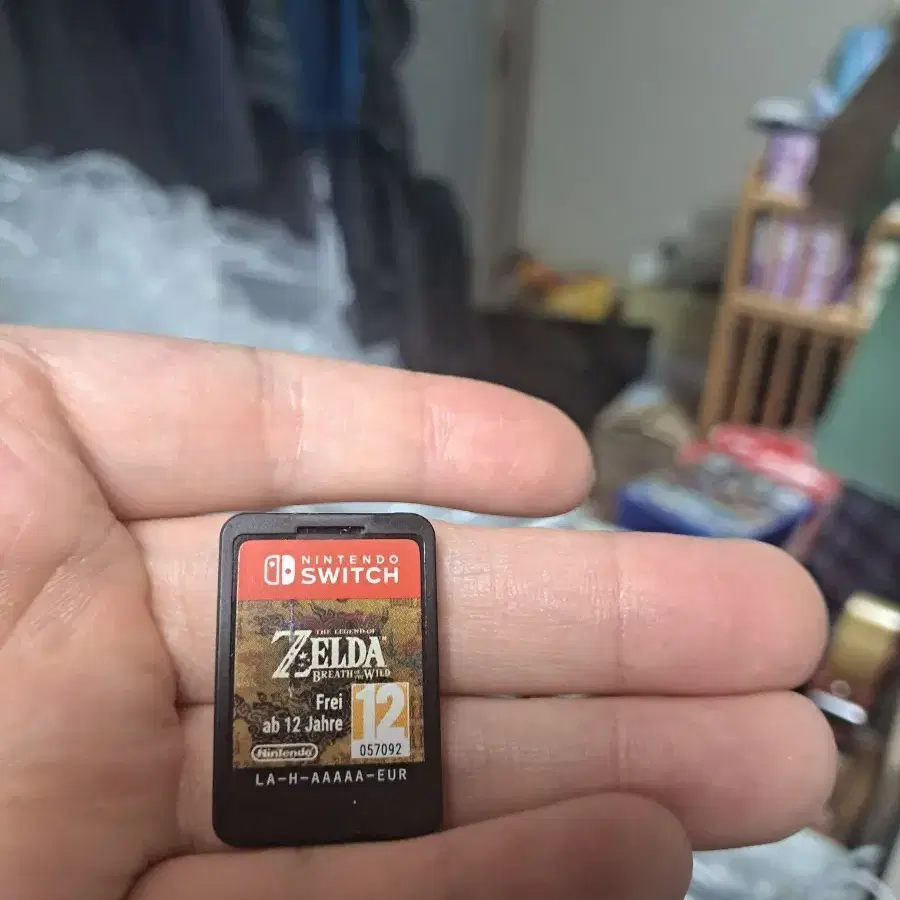 NINTENDO
SWITCH
THE LEGEND OF
ZELDA™
BREATH OF THE WILD
Frei
ab 12 Jahre
12
057092
Nintendo
LA-H-AAAAA-EUR